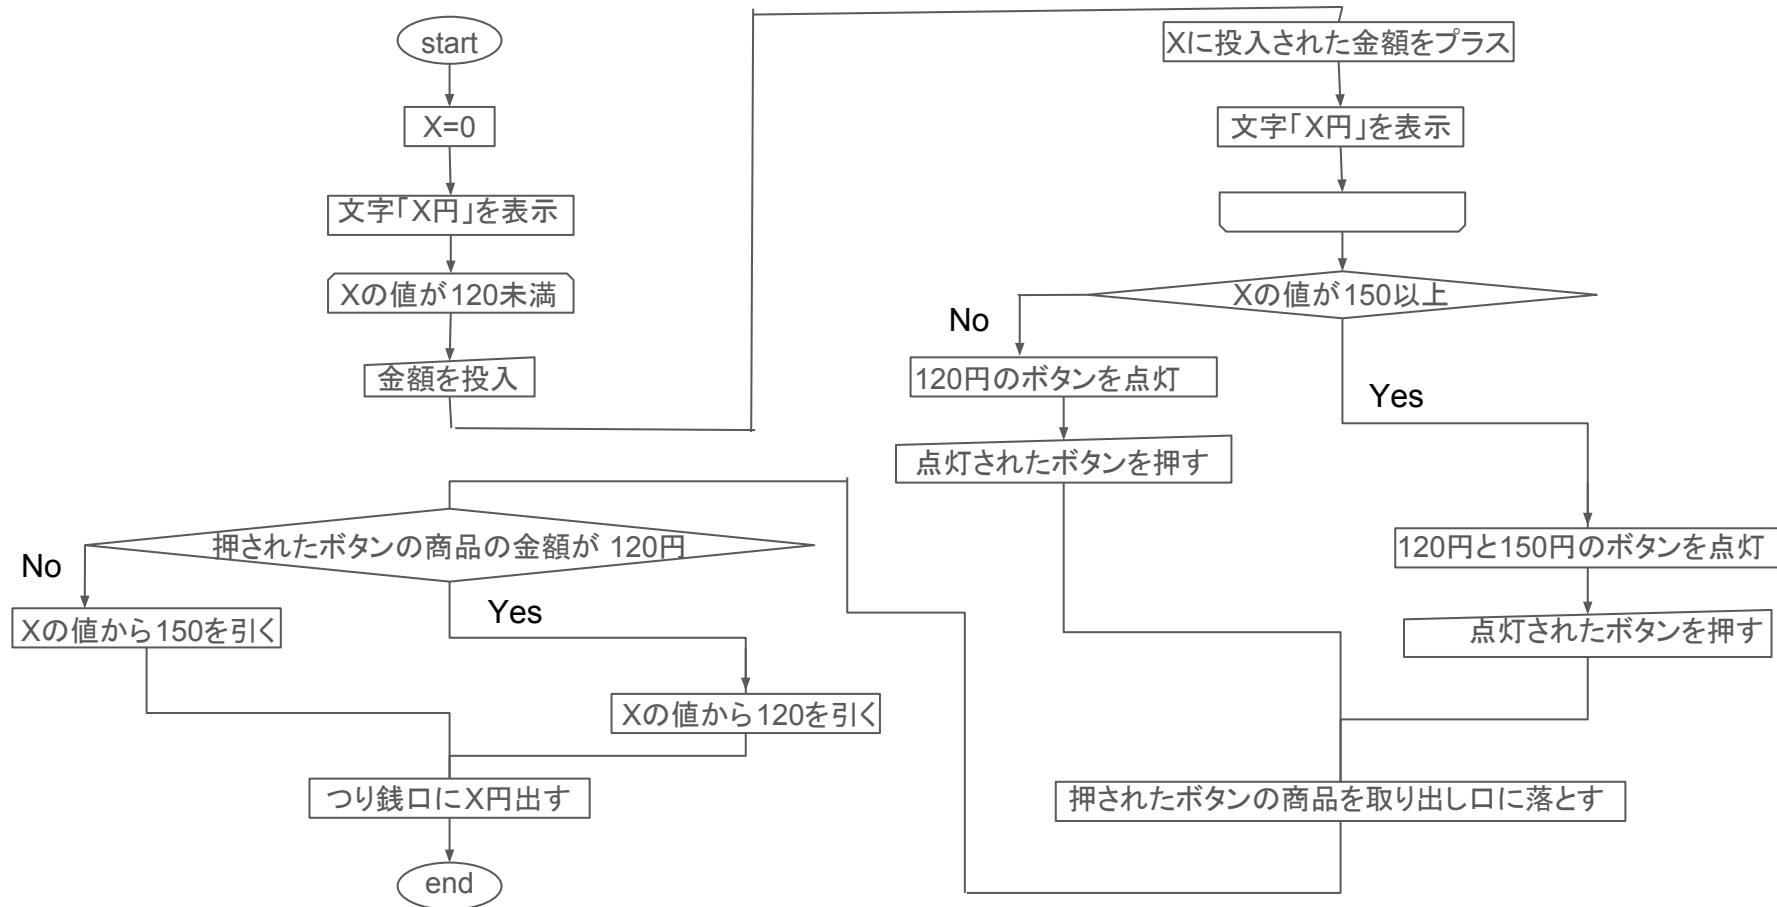 start
X=0
文字「X円」を表示
Xの値が120未満
金額を投入
Xに投入された金額をプラス
文字「X円」を表示
Xの値が150以上
No
120円のボタンを点灯
点灯されたボタンを押す
Yes
120円と150円のボタンを点灯
点灯されたボタンを押す
押されたボタンの商品を取り出し口に落とす
押されたボタンの商品の金額が 120円
No
Xの値から150を引く
Yes
Xの値から120を引く
つり銭口にX円出す
end